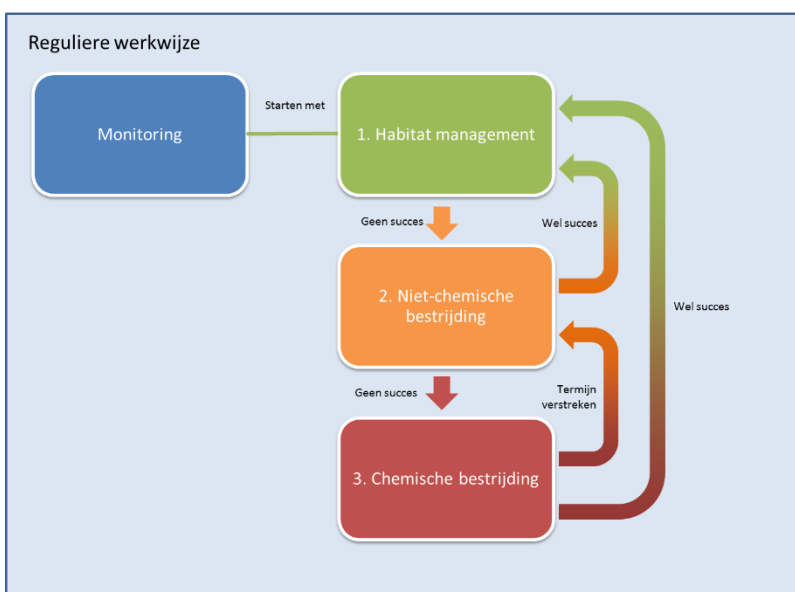 Reguliere werkwijze
Monitoring
Starten met
1. Habitat management
Geen succes
Wel succes
2. Niet-chemische
bestrijding
Wel succes
Geen succes
Termijn
verstreken
3. Chemische bestrijding